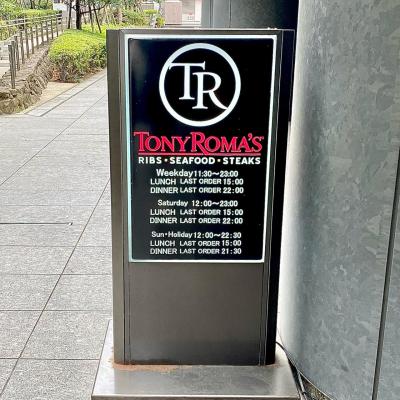 TR
TONY ROMA'S
RIBS • SEAFOOD • STEAKS
Weekday 11:30～23:00
LUNCH LAST ORDER 15:00
DINNER LAST ORDER 22:00
Saturday 12:00～23:00
LUNCH LAST ORDER 15:00
DINNER LAST ORDER 22:00
Sun・Holiday 12:00～22:30
LUNCH LAST ORDER 15:00
DINNER LAST ORDER 21:30